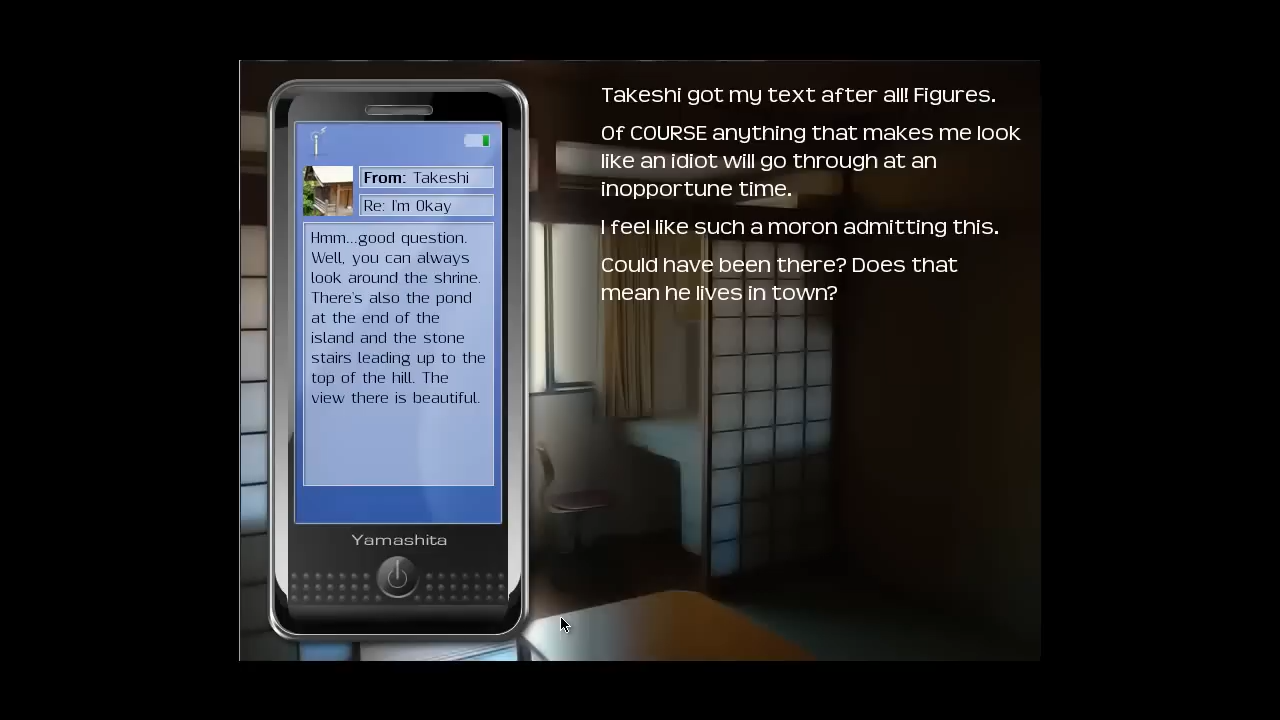 From: Takeshi
Re: I'm Okay
Hmm...good question.
Well, you can always
look around the shrine.
There's also the pond
at the end of the
island and the stone
stairs leading up to the
top of the hill. The
view there is beautiful.
Yamashita
Takeshi got my text after all! Figures.
Of COURSE anything that makes me look
like an idiot will go through at an
inopportune time.
I feel like such a moron admitting this.
Could have been there? Does that
mean he lives in town?